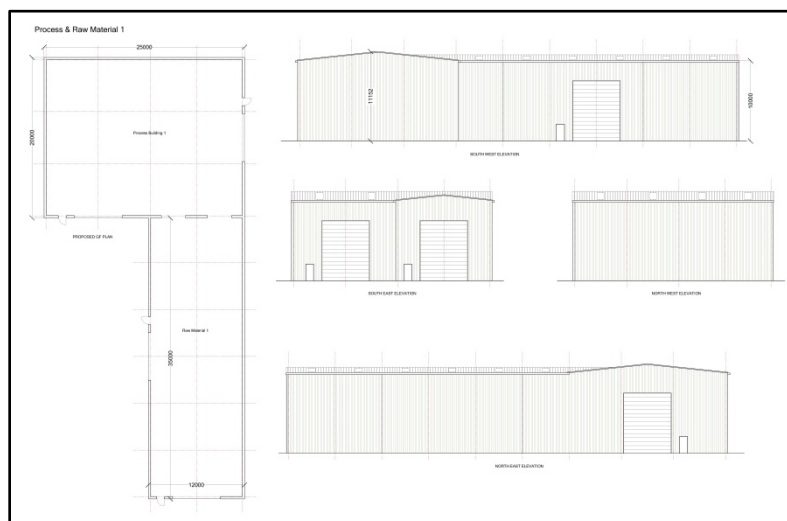 Process & Raw Material 1
25000
20000
Process Building 1
PROPOSED GF PLAN
35000
Raw Material 1
12000
11152
10000
SOUTH WEST ELEVATION
SOUTH EAST ELEVATION
NORTH WEST ELEVATION
NORTH EAST ELEVATION